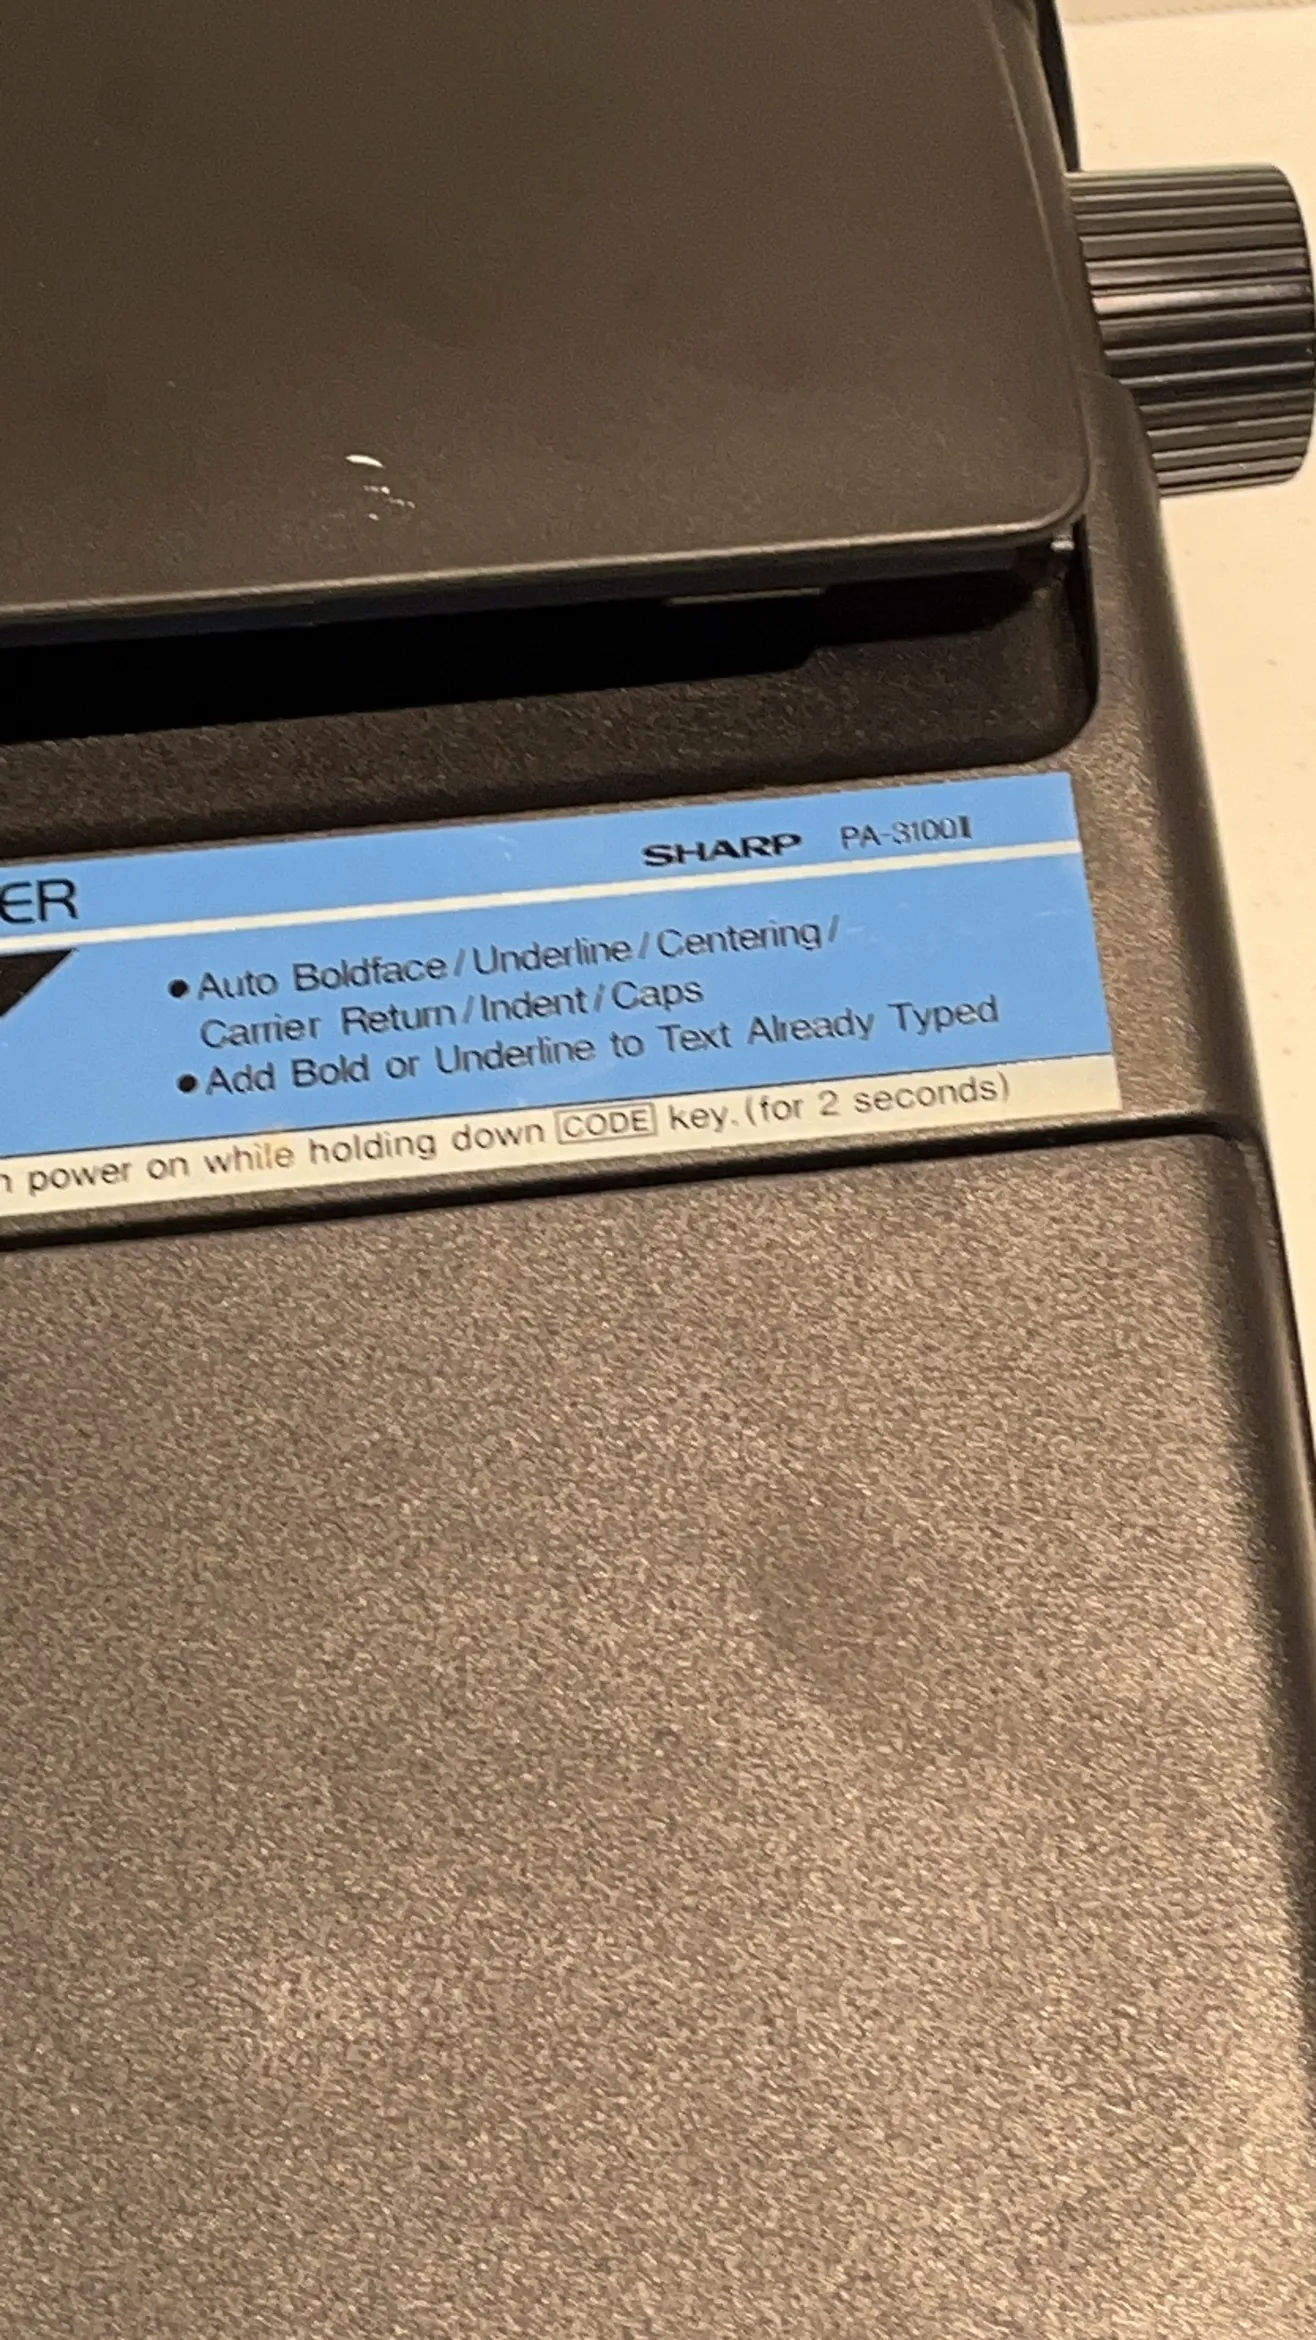 ER
SHARP PA-3100II
● Auto Boldface / Underline / Centering /
Carrier Return / Indent / Caps
● Add Bold or Underline to Text Already Typed
power on while holding down CODE key. (for 2 seconds)